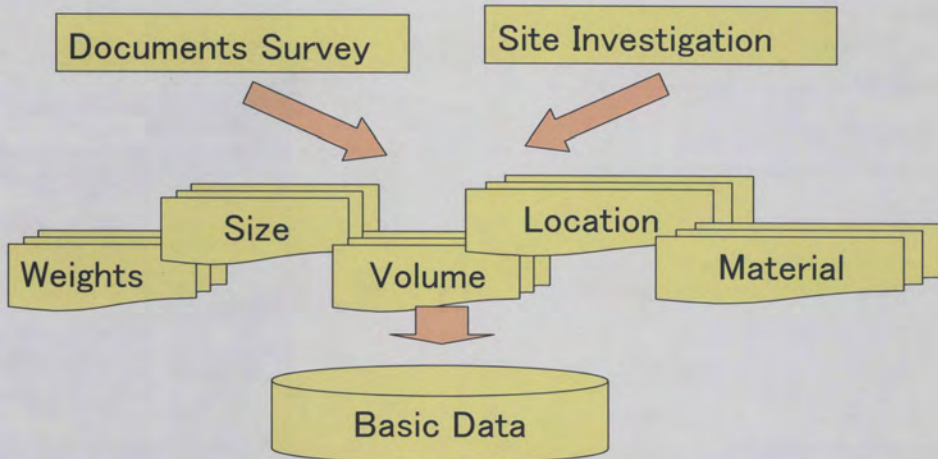 Documents Survey
Site Investigation
Weights
Size
Volume
Location
Material
Basic Data